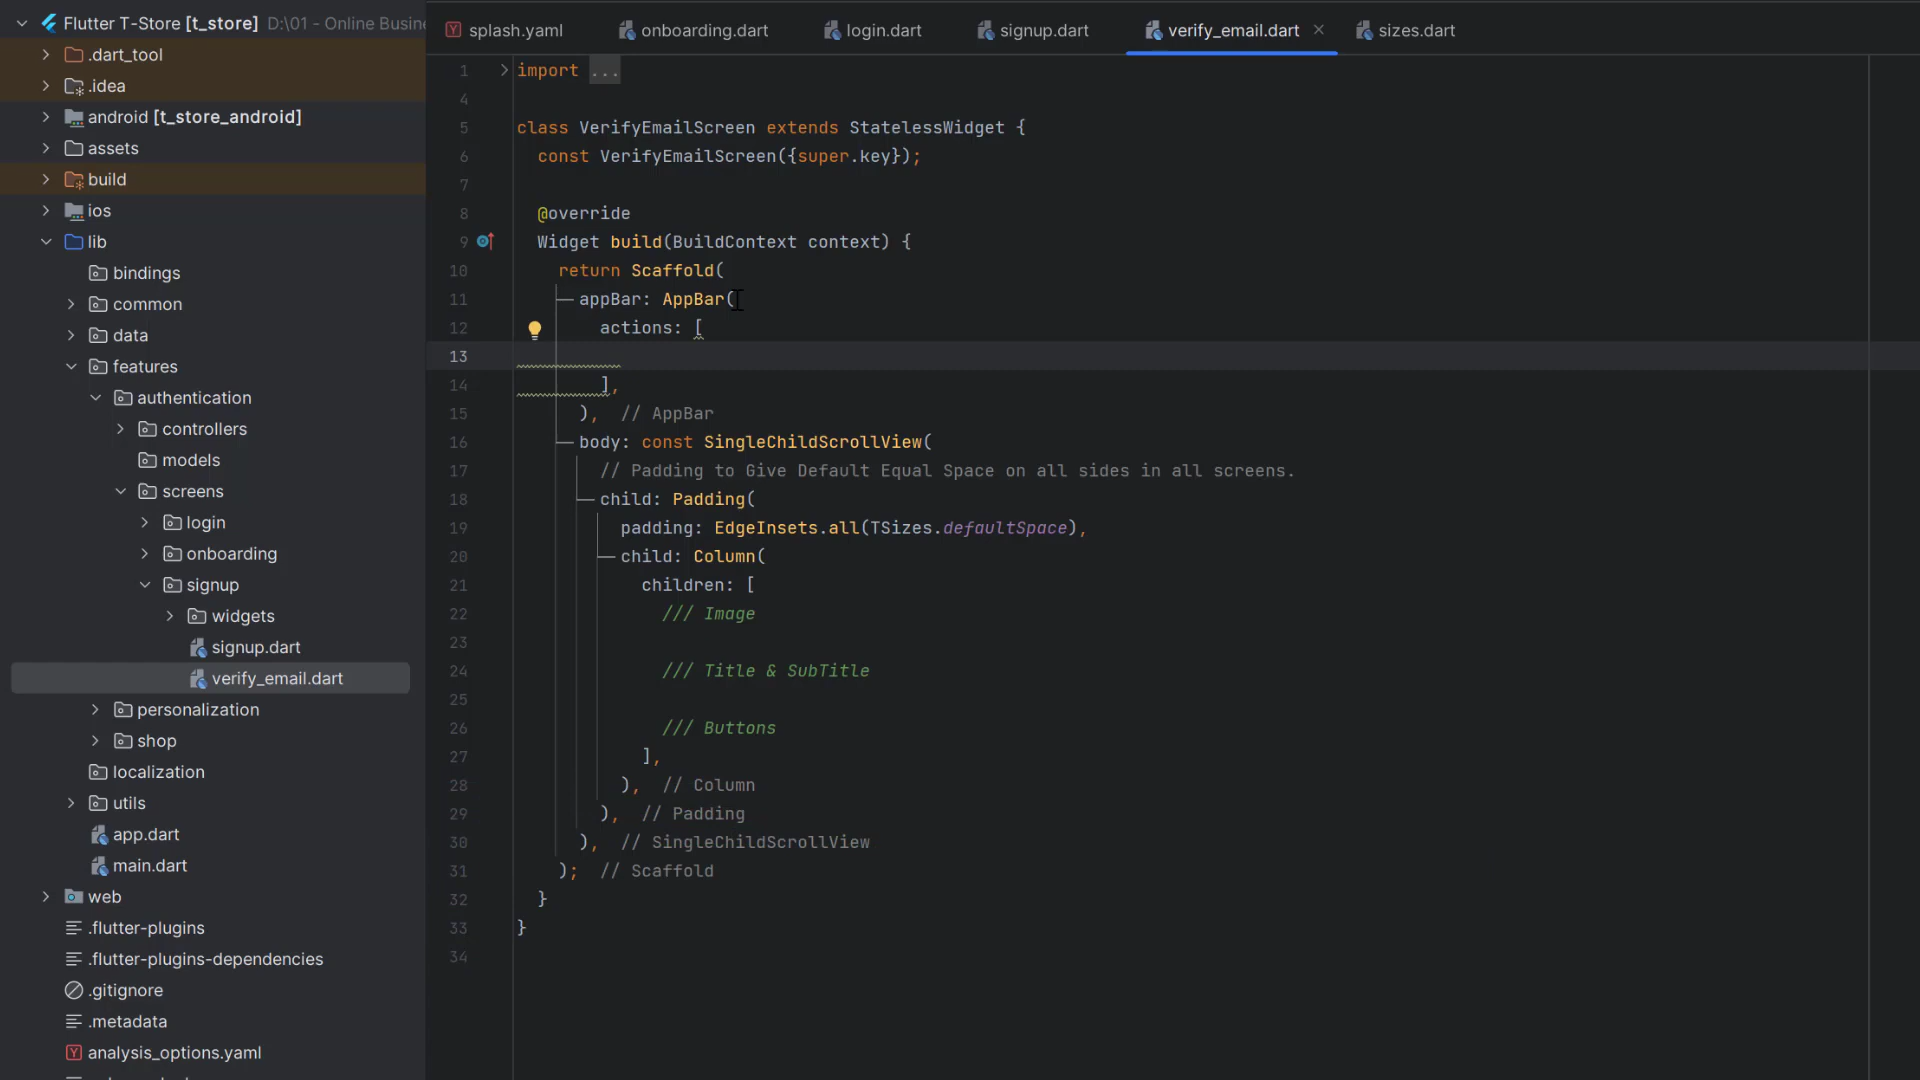 Flutter T-Store [t_store] D:\01 - Online Busine
.dart_tool
.idea
android [t_store_android]
assets
build
ios
lib
bindings
common
data
features
authentication
controllers
models
screens
login
onboarding
signup
widgets
signup.dart
verify_email.dart
personalization
shop
localization
utils
app.dart
main.dart
web
.flutter-plugins
.flutter-plugins-dependencies
.gitignore
.metadata
analysis_options.yaml
splash.yaml onboarding.dart login.dart signup.dart verify_email.dart sizes.dart
1 import ...
4
5 class VerifyEmailScreen extends StatelessWidget {
6 const VerifyEmailScreen({super.key});
7
8 @override
9 Widget build(BuildContext context) {
10 return Scaffold(
11 appBar: AppBar(
12 actions: [
13
14 ],
15 ), // AppBar
16 body: const SingleChildScrollView(
17 // Padding to Give Default Equal Space on all sides in all screens.
18 child: Padding(
19 padding: EdgeInsets.all(TSizes.defaultSpace),
20 child: Column(
21 children: [
22 /// Image
23
24 /// Title & SubTitle
25
26 /// Buttons
27 ],
28 ), // Column
29 ), // Padding
30 ), // SingleChildScrollView
31 ); // Scaffold
32 }
33 }
34